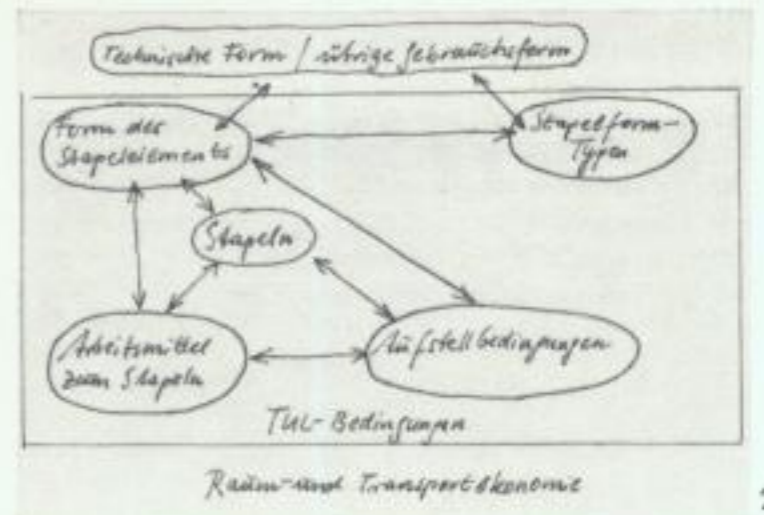 Technische Form / übrige Gebrauchsform
Form des
Stapelelements
Stapelform-
Typen
Stapeln
Arbeitsmittel
zum Stapeln
Aufstellbedingungen
TUL-Bedingungen
Raum- und Transportökonomie